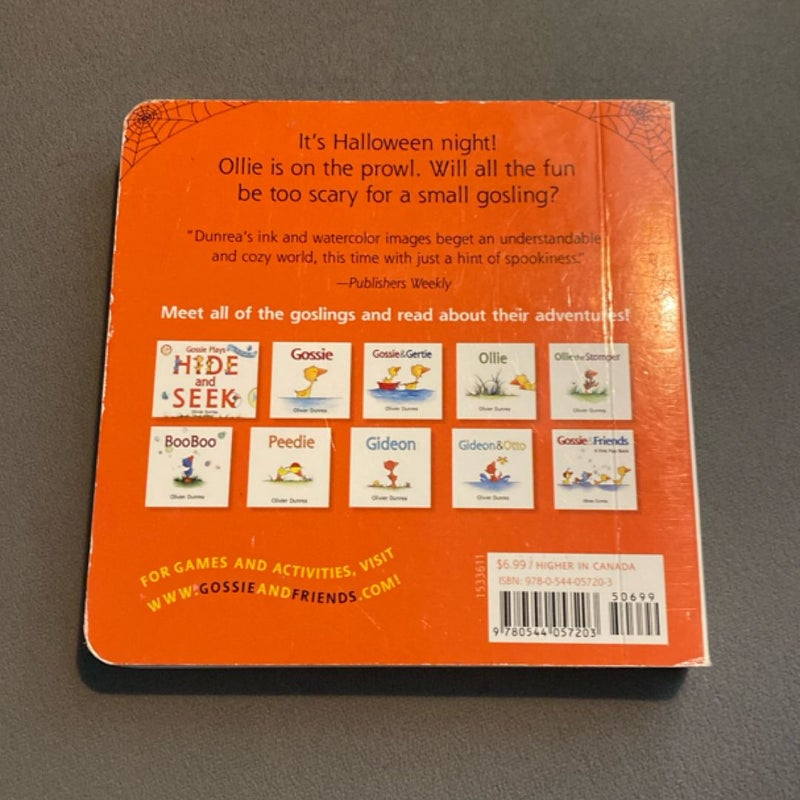 It's Halloween night!
Ollie is on the prowl. Will all the fun
be too scary for a small gosling?
"Dunrea's ink and watercolor images beget an understandable
and cozy world, this time with just a hint of spookiness."
—Publishers Weekly
Meet all of the goslings and read about their adventures!
Gossie Plays
HIDE
and
SEEK
Olivier Dunrea
Gossie
Olivier Dunrea
Gossie & Gertie
Olivier Dunrea
Ollie
Olivier Dunrea
Ollie the Stomper
Olivier Dunrea
BooBoo
Olivier Dunrea
Peedie
Olivier Dunrea
Gideon
Olivier Dunrea
Gideon & Otto
Olivier Dunrea
Gossie & Friends
Olivier Dunrea
FOR GAMES AND ACTIVITIES, VISIT
WWW.GOSSIEANDFRIENDS.COM!
1533611
$6.99 / HIGHER IN CANADA
ISBN: 978-0-544-05720-3
50699
9 780544 057203